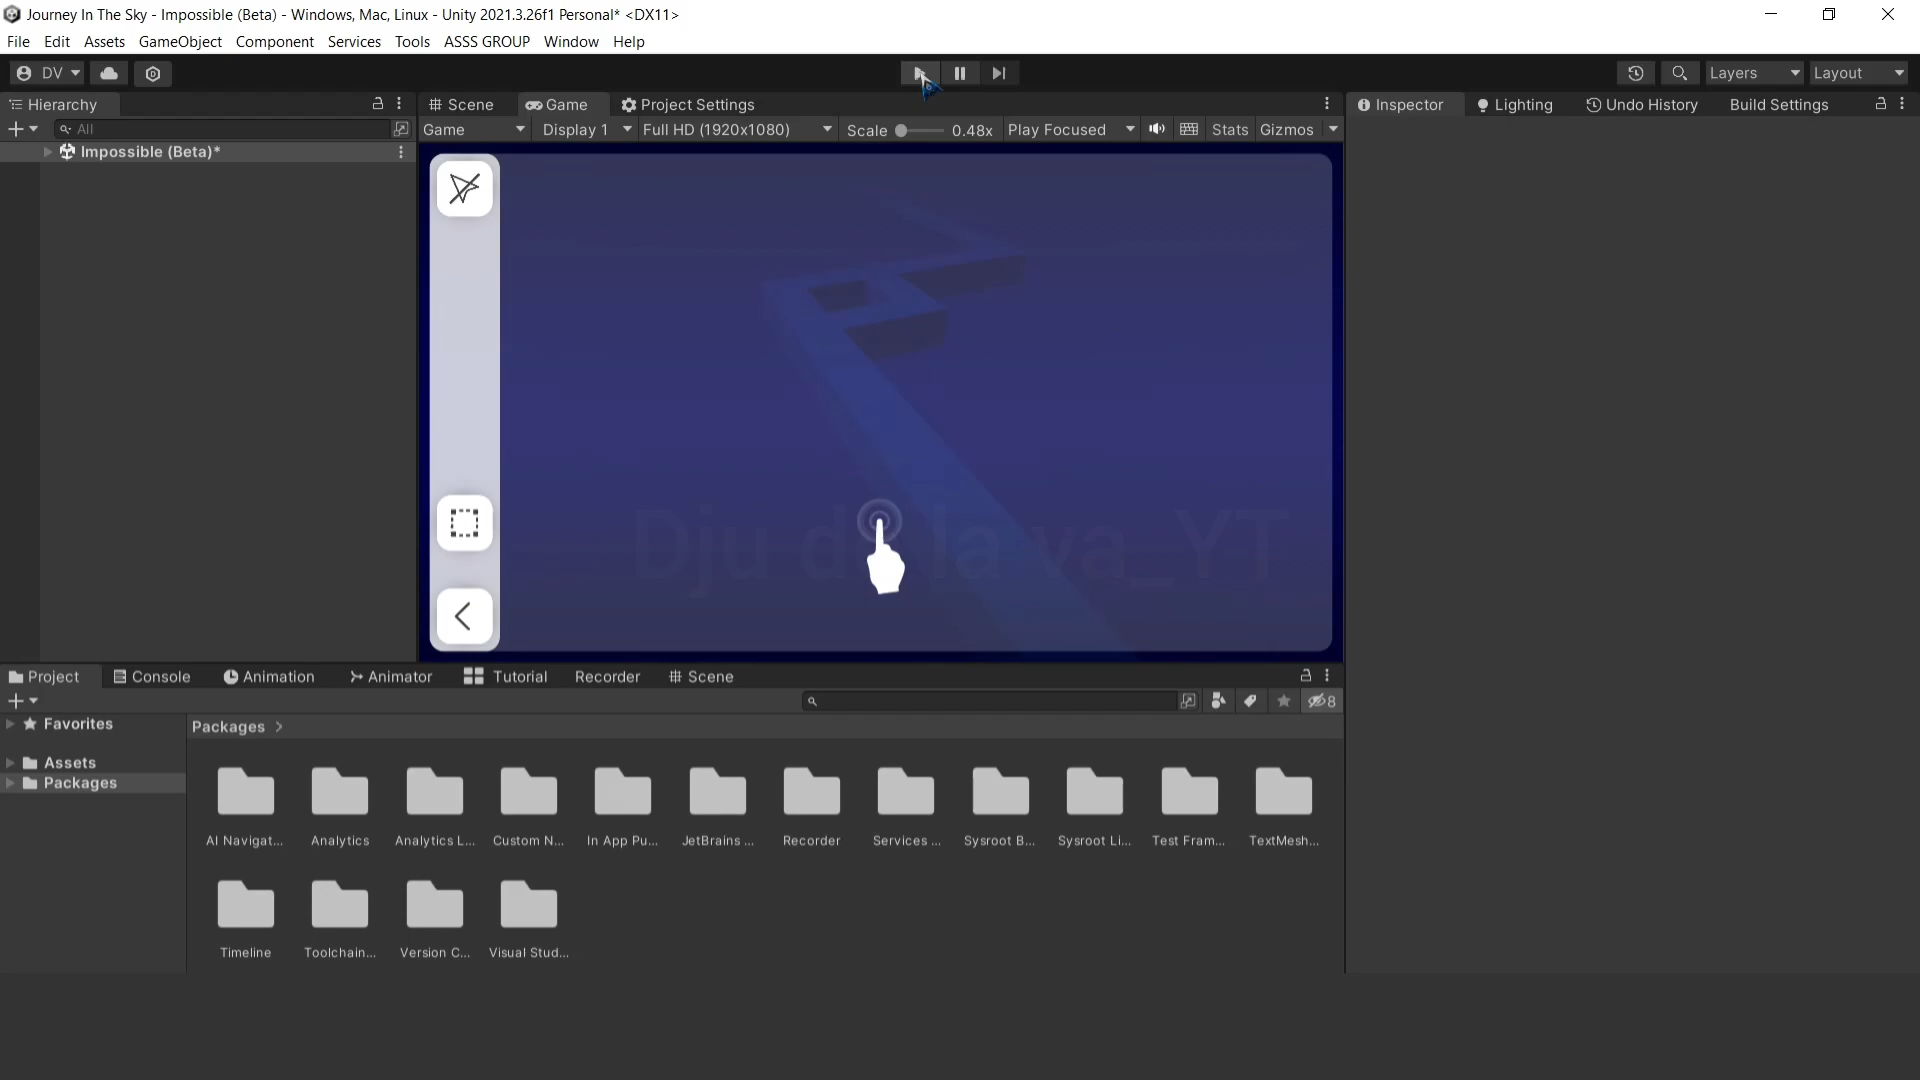 Journey In The Sky - Impossible (Beta) - Windows, Mac, Linux - Unity 2021.3.26f1 Personal* <DX11>
File Edit Assets GameObject Component Services Tools ASSS GROUP Window Help
DV Layers Layout
Hierarchy Scene Game Project Settings Inspector Lighting Undo History Build Settings
All Game Display 1 Full HD (1920x1080) Scale 0.48x Play Focused Stats Gizmos
Impossible (Beta)*
la va_YT
Project Console Animation Animator Tutorial Recorder Scene
8
Favorites
Packages >
Assets
Packages
AI Navigat... Analytics Analytics L... Custom N... In App Pu... JetBrains ... Recorder Services ... Sysroot B... Sysroot Li... Test Fram... TextMesh...
Timeline Toolchain... Version C... Visual Stud...